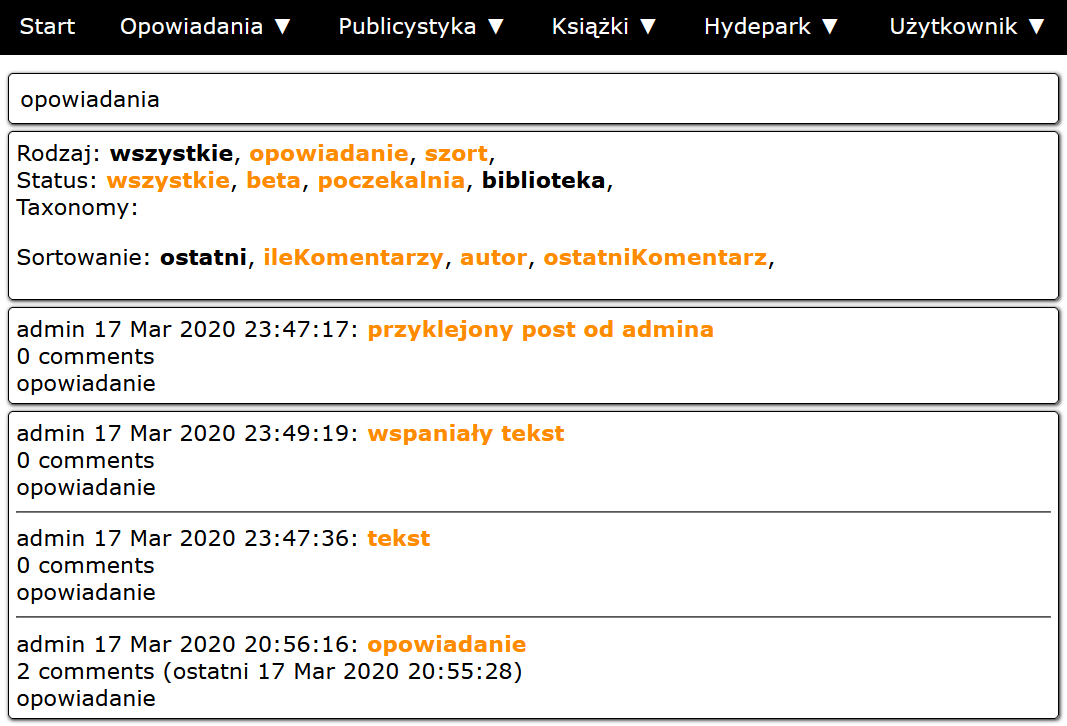 Start Opowiadania ▼ Publicystyka ▼ Książki ▼ Hydepark ▼ Użytkownik ▼
opowiadania
Rodzaj: wszystkie, opowiadanie, szort,
Status: wszystkie, beta, poczekalnia, biblioteka,
Taxonomy:
Sortowanie: ostatni, ileKomentarzy, autor, ostatniKomentarz,
admin 17 Mar 2020 23:47:17: przyklejony post od admina
0 comments
opowiadanie
admin 17 Mar 2020 23:49:19: wspaniały tekst
0 comments
opowiadanie
admin 17 Mar 2020 23:47:36: tekst
0 comments
opowiadanie
admin 17 Mar 2020 20:56:16: opowiadanie
2 comments (ostatni 17 Mar 2020 20:55:28)
opowiadanie